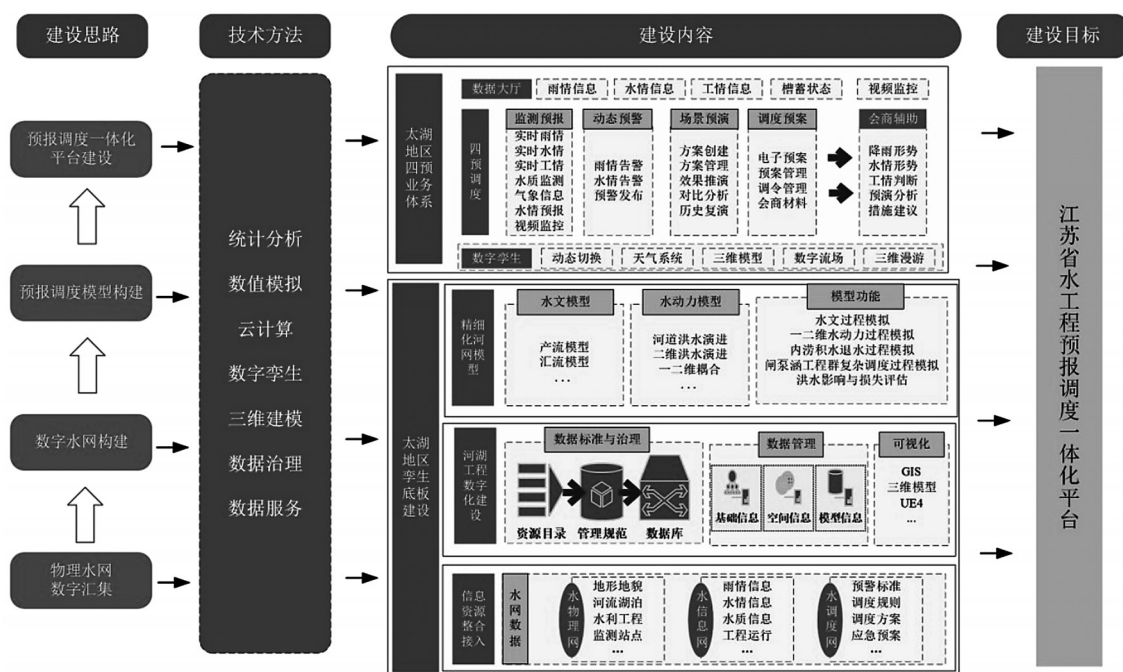 建设思路
技术方法
建设内容
建设目标
预报调度一体化
平台建设
预报调度模型构建
数字水网构建
物理水网
数字汇集
统计分析
数值模拟
云计算
数字孪生
三维建模
数据治理
数据服务
太湖
地区
四预
业务
体系
数据大厅
雨情信息
水情信息
工情信息
槽蓄状态
视频监控
四预调度
监测预报
实时雨情
实时水情
实时工情
水质监测
气象信息
水情预报
视频监控
动态预警
雨情告警
水情告警
预警发布
场景预演
方案创建
方案管理
效果推演
对比分析
历史复演
调度预案
电子预案
预案管理
调令管理
会商材料
会商辅助
降雨形势
水情形势
工情判断
预演分析
措施建议
数字孪生
动态切换
天气系统
三维模型
数字流场
三维漫游
太湖
地区
孪生
底板
建设
精细
化河
网模
型
水文模型
产流模型
汇流模型
...
水动力模型
河道洪水演进
二维洪水演进
一二维耦合
...
模型功能
水文过程模拟
一二维水动力过程模拟
内涝积水退水过程模拟
闸泵涵工程群复杂调度过程模拟
洪水影响与损失评估
河湖
工程
数字
化建
设
数据标准与治理
资源目录
管理规范
数据库
数据管理
基础信息
空间信息
模型信息
可视化
GIS
三维模型
UE4
...
信息
资源
整合
接入
水网数据
水物理网
地形地貌
河流湖泊
水利工程
监测站点
...
水信息网
雨情信息
水情信息
水质信息
工程运行
...
水调度网
预警标准
调度规则
调度方案
应急预案
...
江苏省水工程预报调度一体化平台